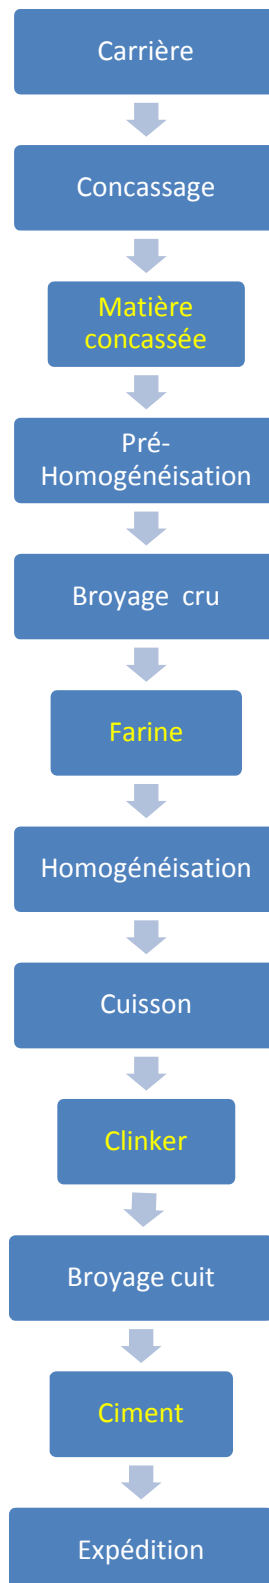 Carrière
Concassage
Matière
concassée
Pré-
Homogénéisation
Broyage cru
Farine
Homogénéisation
Cuisson
Clinker
Broyage cuit
Ciment
Expédition